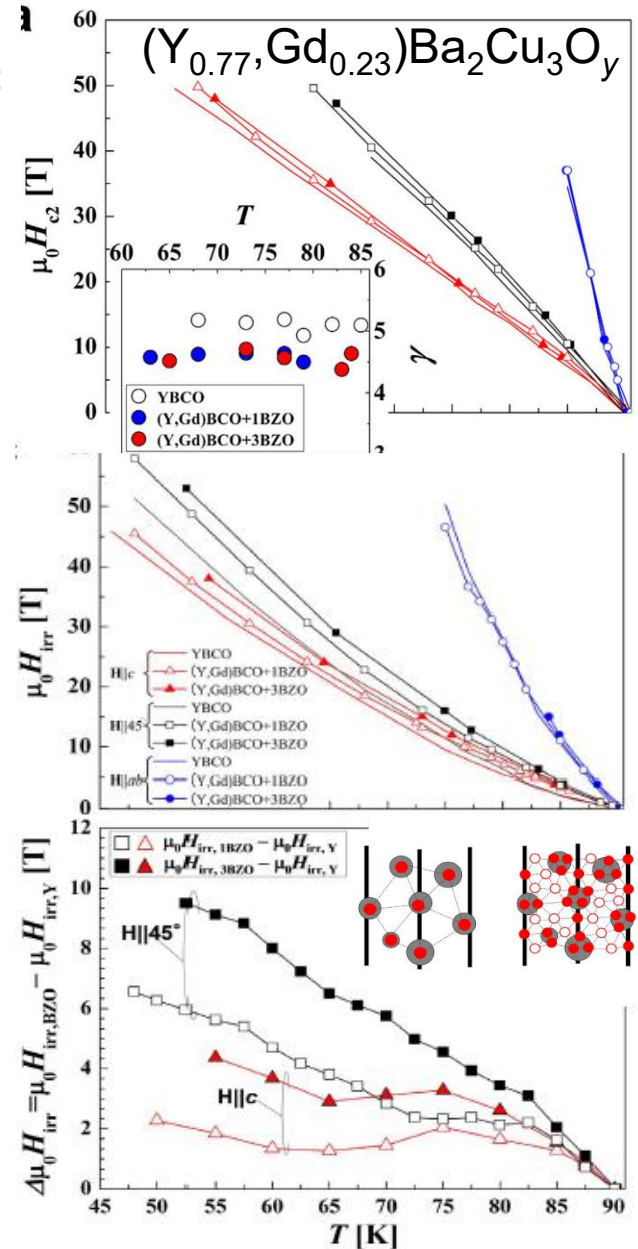 a
(Y0.77,Gd0.23)Ba2Cu3Oy
μ0Hc2 [T]
60
50
40
30
20
10
0
T
60 65 70 75 80 85
6
5
4
3
γ
YBCO
(Y,Gd)BCO+1BZO
(Y,Gd)BCO+3BZO
μ0Hirr [T]
50
40
30
20
10
0
H||c
YBCO
(Y,Gd)BCO+1BZO
(Y,Gd)BCO+3BZO
H||45
YBCO
(Y,Gd)BCO+1BZO
(Y,Gd)BCO+3BZO
H||ab
YBCO
(Y,Gd)BCO+1BZO
(Y,Gd)BCO+3BZO
Δμ0Hirr=μ0Hirr,BZO − μ0Hirr,Y [T]
12
10
8
6
4
2
0
μ0Hirr,1BZO − μ0Hirr,Y
μ0Hirr,3BZO − μ0Hirr,Y
H||45°
H||c
45 50 55 60 65 70 75 80 85 90
T [K]